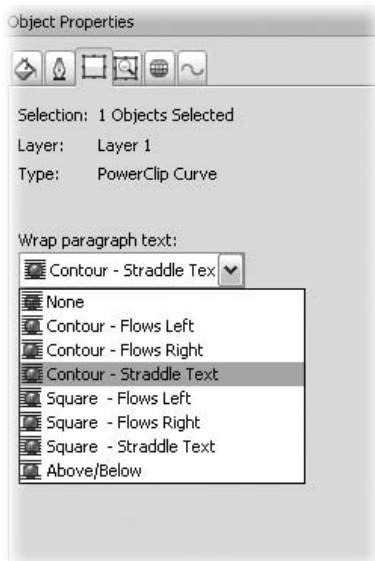 Object Properties
Selection: 1 Objects Selected
Layer: Layer 1
Type: PowerClip Curve
Wrap paragraph text:
Contour - Straddle Tex
None
Contour - Flows Left
Contour - Flows Right
Contour - Straddle Text
Square - Flows Left
Square - Flows Right
Square - Straddle Text
Above/Below